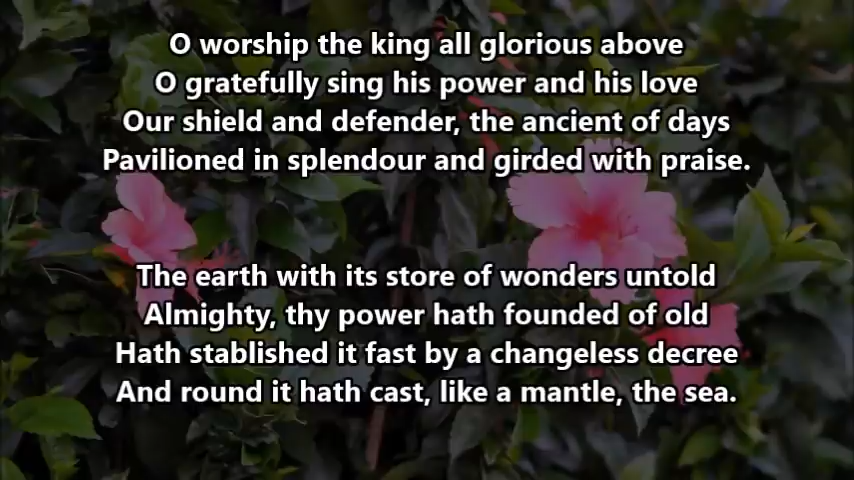 O worship the king all glorious above
O gratefully sing his power and his love
Our shield and defender, the ancient of days
Pavilioned in splendour and girded with praise.
The earth with its store of wonders untold
Almighty, thy power hath founded of old
Hath stablished it fast by a changeless decree
And round it hath cast, like a mantle, the sea.